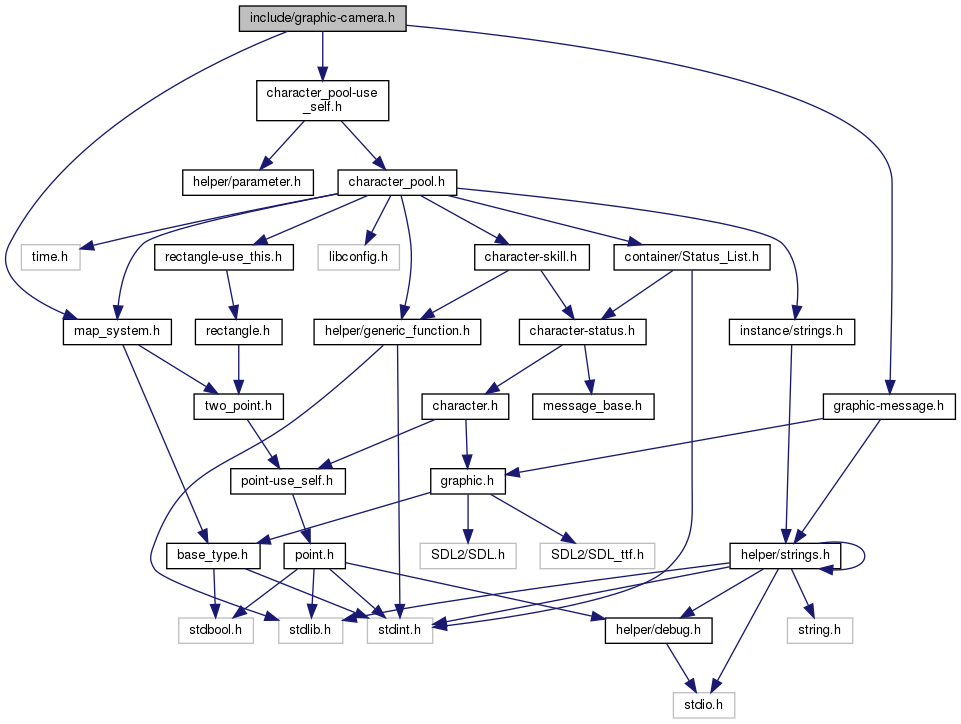 include/graphic-camera.h
character_pool-use
_self.h
helper/parameter.h
character_pool.h
time.h
rectangle-use_this.h
libconfig.h
character-skill.h
container/Status_List.h
map_system.h
rectangle.h
helper/generic_function.h
character-status.h
instance/strings.h
two_point.h
character.h
message_base.h
graphic-message.h
point-use_self.h
graphic.h
base_type.h
point.h
SDL2/SDL.h
SDL2/SDL_ttf.h
helper/strings.h
stdbool.h
stdlib.h
stdint.h
helper/debug.h
string.h
stdio.h